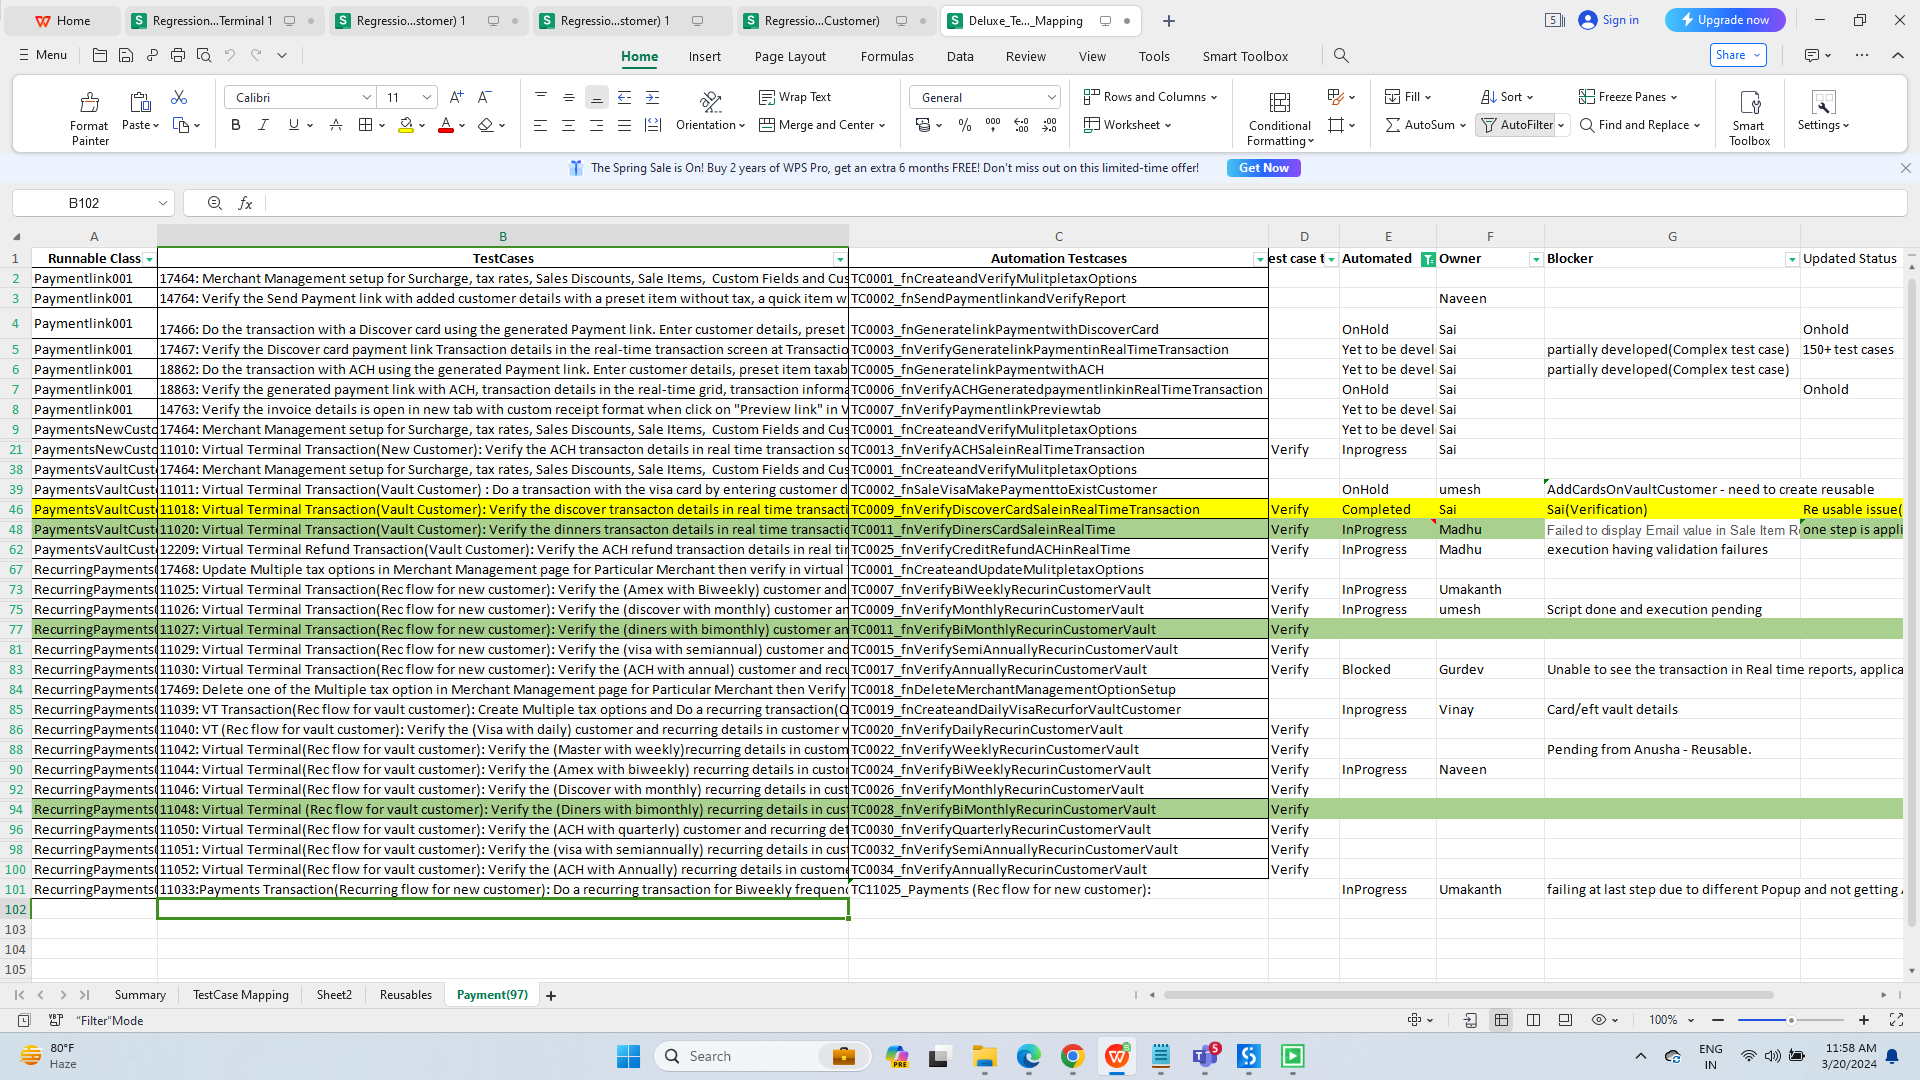 Home
Regression...Terminal 1
Regressio...stomer) 1
Regressio...stomer) 1
Regressio...Customer)
Deluxe_Te..._Mapping
Sign in
Upgrade now
Menu
Home Insert Page Layout Formulas Data Review View Tools Smart Toolbox
Share
Format Painter
Paste
Calibri 11
Orientation
Wrap Text
Merge and Center
General
Rows and Columns
Worksheet
Conditional Formatting
Fill
AutoSum
Sort
AutoFilter
Freeze Panes
Find and Replace
Smart Toolbox
Settings
The Spring Sale is On! Buy 2 years of WPS Pro, get an extra 6 months FREE! Don't miss out on this limited-time offer! Get Now
B102 fx
A B C D E F G
1 Runnable Class TestCases Automation Testcases est case t Automated Owner Blocker Updated Status
2 Paymentlink001 17464: Merchant Management setup for Surcharge, tax rates, Sales Discounts, Sale Items, Custom Fields and Cus TC0001_fnCreateandVerifyMulitpletaxOptions
3 Paymentlink001 14764: Verify the Send Payment link with added customer details with a preset item without tax, a quick item w TC0002_fnSendPaymentlinkandVerifyReport Naveen
4 Paymentlink001 17466: Do the transaction with a Discover card using the generated Payment link. Enter customer details, preset TC0003_fnGeneratelinkPaymentwithDiscoverCard OnHold Sai Onhold
5 Paymentlink001 17467: Verify the Discover card payment link Transaction details in the real-time transaction screen at Transactio TC0003_fnVerifyGeneratelinkPaymentinRealTimeTransaction Yet to be devel Sai partially developed(Complex test case) 150+ test cases
6 Paymentlink001 18862: Do the transaction with ACH using the generated Payment link. Enter customer details, preset item taxab TC0005_fnGeneratelinkPaymentwithACH Yet to be devel Sai partially developed(Complex test case)
7 Paymentlink001 18863: Verify the generated payment link with ACH, transaction details in the real-time grid, transaction informa TC0006_fnVerifyACHGeneratedpaymentlinkinRealTimeTransaction OnHold Sai Onhold
8 Paymentlink001 14763: Verify the invoice details is open in new tab with custom receipt format when click on "Preview link" in V TC0007_fnVerifyPaymentlinkPreviewtab Yet to be devel Sai
9 PaymentsNewCusto 17464: Merchant Management setup for Surcharge, tax rates, Sales Discounts, Sale Items, Custom Fields and Cus TC0001_fnCreateandVerifyMulitpletaxOptions Yet to be devel Sai
21 PaymentsNewCusto 11010: Virtual Terminal Transaction(New Customer): Verify the ACH transacton details in real time transaction sc TC0013_fnVerifyACHSaleinRealTimeTransaction Verify Inprogress Sai
38 PaymentsVaultCust 17464: Merchant Management setup for Surcharge, tax rates, Sales Discounts, Sale Items, Custom Fields and Cus TC0001_fnCreateandVerifyMulitpletaxOptions
39 PaymentsVaultCust 11011: Virtual Terminal Transaction(Vault Customer) : Do a transaction with the visa card by entering customer d TC0002_fnSaleVisaMakePaymenttoExistCustomer OnHold umesh AddCardsOnVaultCustomer - need to create reusable
46 PaymentsVaultCust 11018: Virtual Terminal Transaction(Vault Customer): Verify the discover transacton details in real time transacti TC0009_fnVerifyDiscoverCardSaleinRealTimeTransaction Verify Completed Sai Sai(Verification) Re usable issue(
48 PaymentsVaultCust 11020: Virtual Terminal Transaction(Vault Customer): Verify the dinners transacton details in real time transactic TC0011_fnVerifyDinersCardSaleinRealTime Verify InProgress Madhu Failed to display Email value in Sale Item Re one step is appli
62 PaymentsVaultCust 12209: Virtual Terminal Refund Transaction(Vault Customer): Verify the ACH refund transaction details in real tir TC0025_fnVerifyCreditRefundACHinRealTime Verify InProgress Madhu execution having validation failures
67 RecurringPayments 17468: Update Multiple tax options in Merchant Management page for Particular Merchant then verify in virtual TC0001_fnCreateandUpdateMulitpletaxOptions
73 RecurringPayments 11025: Virtual Terminal Transaction(Rec flow for new customer): Verify the (Amex with Biweekly) customer and TC0007_fnVerifyBiWeeklyRecurinCustomerVault Verify InProgress Umakanth
75 RecurringPayments 11026: Virtual Terminal Transaction(Rec flow for new customer): Verify the (discover with monthly) customer an TC0009_fnVerifyMonthlyRecurinCustomerVault Verify InProgress umesh Script done and execution pending
77 RecurringPayments 11027: Virtual Terminal Transaction(Rec flow for new customer): Verify the (diners with bimonthly) customer an TC0011_fnVerifyBiMonthlyRecurinCustomerVault Verify
81 RecurringPayments 11029: Virtual Terminal Transaction(Rec flow for new customer): Verify the (visa with semiannual) customer and TC0015_fnVerifySemiAnnuallyRecurinCustomerVault Verify
83 RecurringPayments 11030: Virtual Terminal Transaction(Rec flow for new customer): Verify the (ACH with annual) customer and recu TC0017_fnVerifyAnnuallyRecurinCustomerVault Verify Blocked Gurdev Unable to see the transaction in Real time reports, applica
84 RecurringPayments 17469: Delete one of the Multiple tax option in Merchant Management page for Particular Merchant then Verify TC0018_fnDeleteMerchantManagementOptionSetup
85 RecurringPayments 11039: VT Transaction(Rec flow for vault customer): Create Multiple tax options and Do a recurring transaction(Q TC0019_fnCreateandDailyVisaRecurforVaultCustomer Inprogress Vinay Card/eft vault details
86 RecurringPayments 11040: VT (Rec flow for vault customer): Verify the (Visa with daily) customer and recurring details in customer v TC0020_fnVerifyDailyRecurinCustomerVault Verify
88 RecurringPayments 11042: Virtual Terminal(Rec flow for vault customer): Verify the (Master with weekly)recurring details in custom TC0022_fnVerifyWeeklyRecurinCustomerVault Verify Pending from Anusha - Reusable.
90 RecurringPayments 11044: Virtual Terminal(Rec flow for vault customer): Verify the (Amex with biweekly) recurring details in custor TC0024_fnVerifyBiWeeklyRecurinCustomerVault Verify InProgress Naveen
92 RecurringPayments 11046: Virtual Terminal(Rec flow for vault customer): Verify the (Discover with monthly) recurring details in cust TC0026_fnVerifyMonthlyRecurinCustomerVault Verify
94 RecurringPayments 11048: Virtual Terminal (Rec flow for vault customer): Verify the (Diners with bimonthly) recurring details in cus TC0028_fnVerifyBiMonthlyRecurinCustomerVault Verify
96 RecurringPayments 11050: Virtual Terminal(Rec flow for vault customer): Verify the (ACH with quarterly) customer and recurring det TC0030_fnVerifyQuarterlyRecurinCustomerVault Verify
98 RecurringPayments 11051: Virtual Terminal(Rec flow for vault customer): Verify the (visa with semiannually) recurring details in cust TC0032_fnVerifySemiAnnuallyRecurinCustomerVault Verify
100 RecurringPayments 11052: Virtual Terminal(Rec flow for vault customer): Verify the (ACH with Annually) recurring details in custome TC0034_fnVerifyAnnuallyRecurinCustomerVault Verify
101 RecurringPayments 11033:Payments Transaction(Recurring flow for new customer): Do a recurring transaction for Biweekly frequenc TC11025_Payments (Rec flow for new customer): InProgress Umakanth failing at last step due to different Popup and not getting
102
103
104
105
Summary TestCase Mapping Sheet2 Reusables Payment(97)
"Filter"Mode 100%
80°F
Haze
Search
PRE
5
ENG
IN
11:58 AM
3/20/2024